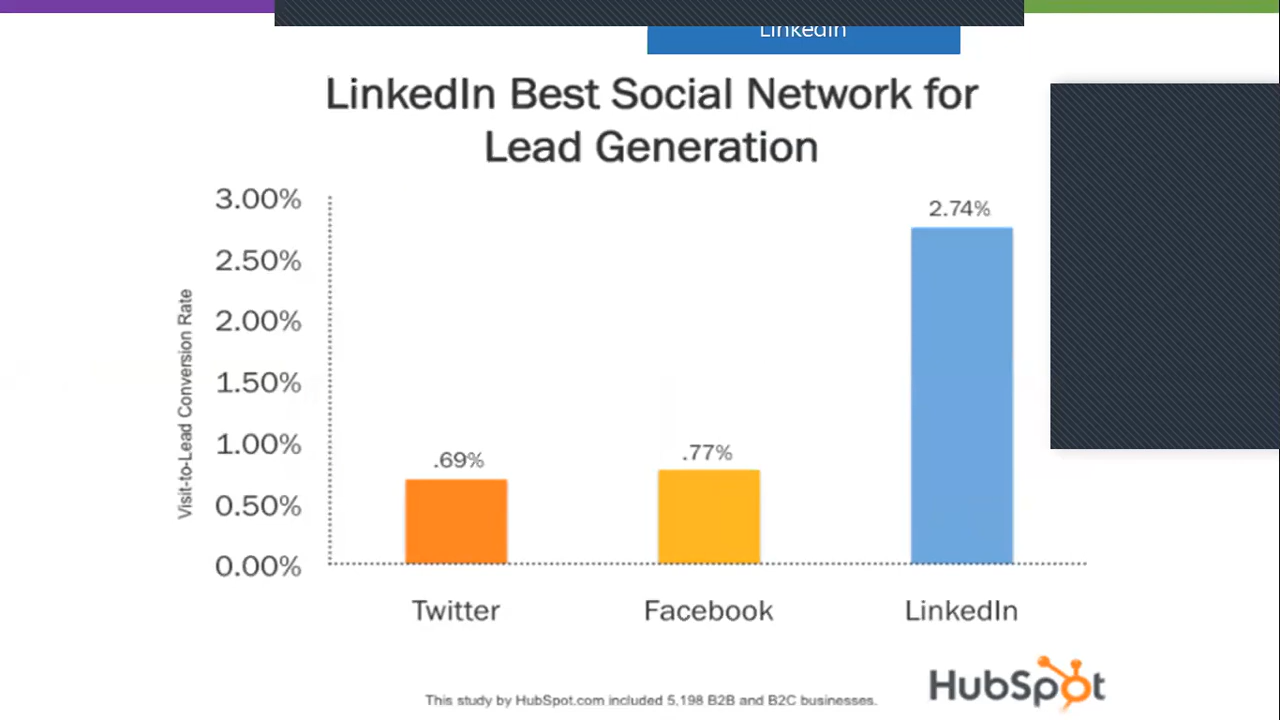 LinkedIn
LinkedIn Best Social Network for
Lead Generation
3.00%
2.50%
2.00%
1.50%
1.00%
0.50%
0.00%
Visit-to-Lead Conversion Rate
.69%
.77%
2.74%
Twitter
Facebook
LinkedIn
This study by HubSpot.com included 5,198 B2B and B2C businesses.
HubSpot